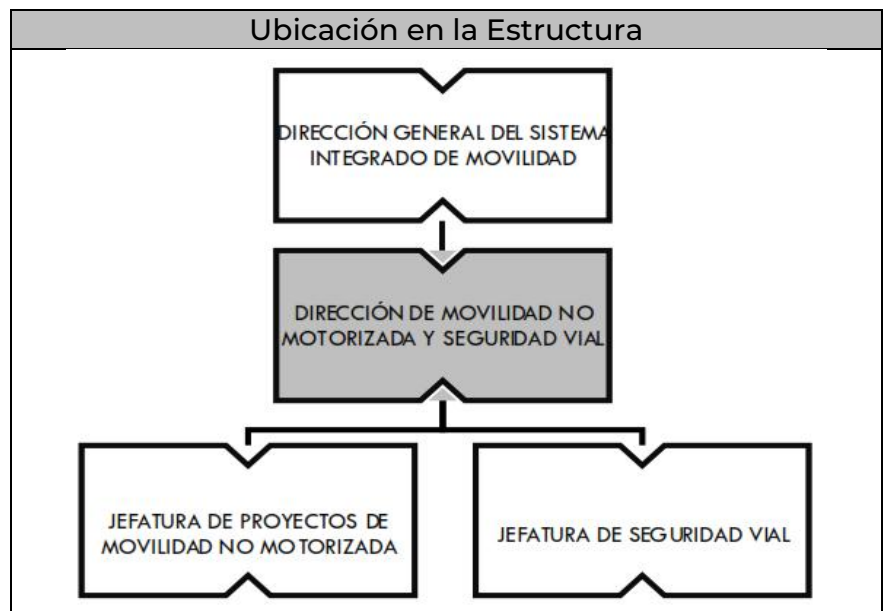 Ubicación en la Estructura
DIRECCIÓN GENERAL DEL SISTEMA
INTEGRADO DE MOVILIDAD
DIRECCIÓN DE MOVILIDAD NO
MOTORIZADA Y SEGURIDAD VIAL
JEFATURA DE PROYECTOS DE
MOVILIDAD NO MOTORIZADA
JEFATURA DE SEGURIDAD VIAL